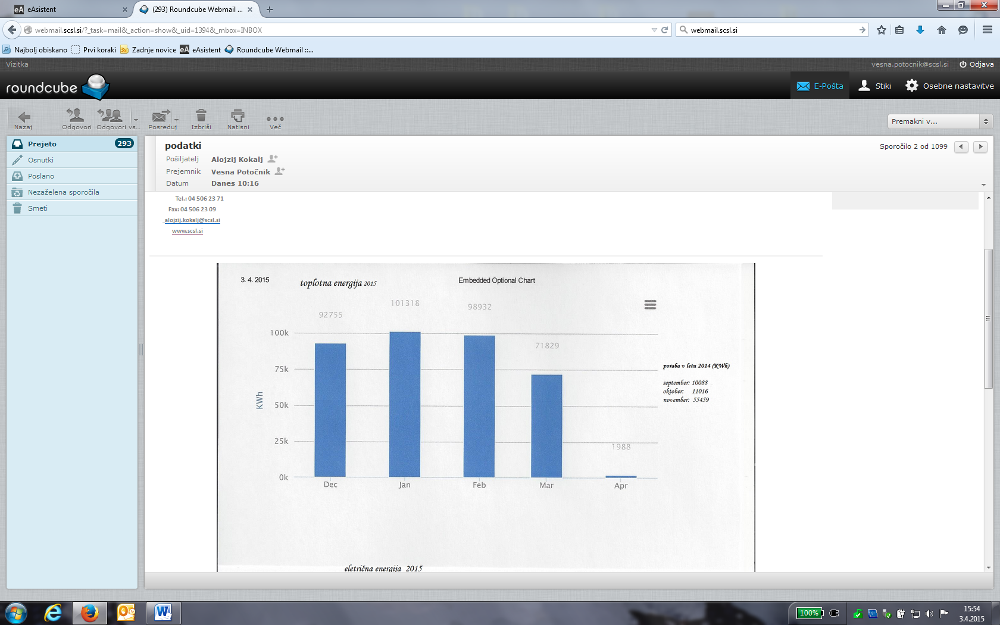 eAsistent
(293) Roundcube Webmail ...
webmail.scsl.si/?_task=mail&_action=show&_uid=1394&_mbox=INBOX
webmail.scsl.si
Najbolj obiskano
Prvi koraki
Zadnje novice
eA eAsistent
Roundcube Webmail ::...
Vizitka
vesna.potocnik@scsl.si
Odjava
roundcube
E-Pošta
Stiki
Osebne nastavitve
Nazaj
Odgovori
Odgovori vs...
Posreduj
Izbriši
Natisni
Več
Premakni v...
Prejeto 293
Osnutki
Poslano
Nezaželena sporočila
Smeti
podatki
Sporočilo 2 od 1099
Pošiljatelj Alojzij Kokalj
Prejemnik Vesna Potočnik
Datum Danes 10:16
Tel.: 04 506 23 71
Fax: 04 506 23 09
alojzij.kokalj@scsl.si
www.scsl.si
3. 4. 2015
toplotna energija 2015
Embedded Optional Chart
92755
101318
98932
71829
1988
100k
75k
50k
25k
0k
KWh
Dec
Jan
Feb
Mar
Apr
poraba v letu 2014 (KWh)
september: 10088
oktober: 11016
november: 55459
eletrična energija 2015
100%
15:54
3.4.2015